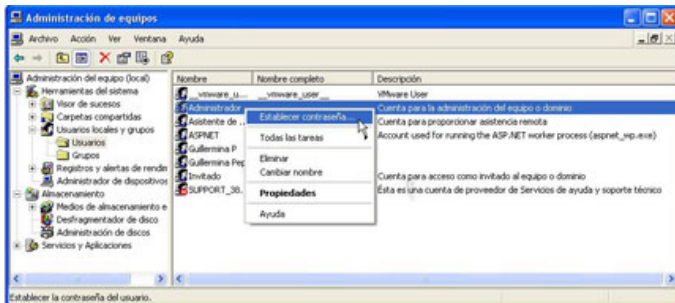 Administración de equipos
Archivo Acción Ver Ventana Ayuda
Administración del equipo (local)
Herramientas del sistema
Visor de sucesos
Carpetas compartidas
Usuarios locales y grupos
Usuarios
Grupos
Registros y alertas de rendin
Administrador de dispositivos
Almacenamiento
Medios de almacenamiento e
Desfragmentador de disco
Administración de discos
Servicios y Aplicaciones
Nombre Nombre completo Descripción
__vmware_u... __vmware_user__ VMware User
Administrador Cuenta para la administración del equipo o dominio
Asistente de .. Cuenta para proporcionar asistencia remota
ASPNET Account used for running the ASP.NET worker process (aspnet_wp.exe)
Guillermina P
Guillermina Pep
Invitado Cuenta para acceso como invitado al equipo o dominio
SUPPORT_38. Ésta es una cuenta de proveedor de Servicios de ayuda y soporte técnico
Establecer contraseña...
Todas las tareas
Eliminar
Cambiar nombre
Propiedades
Ayuda
Establecer la contraseña del usuario.